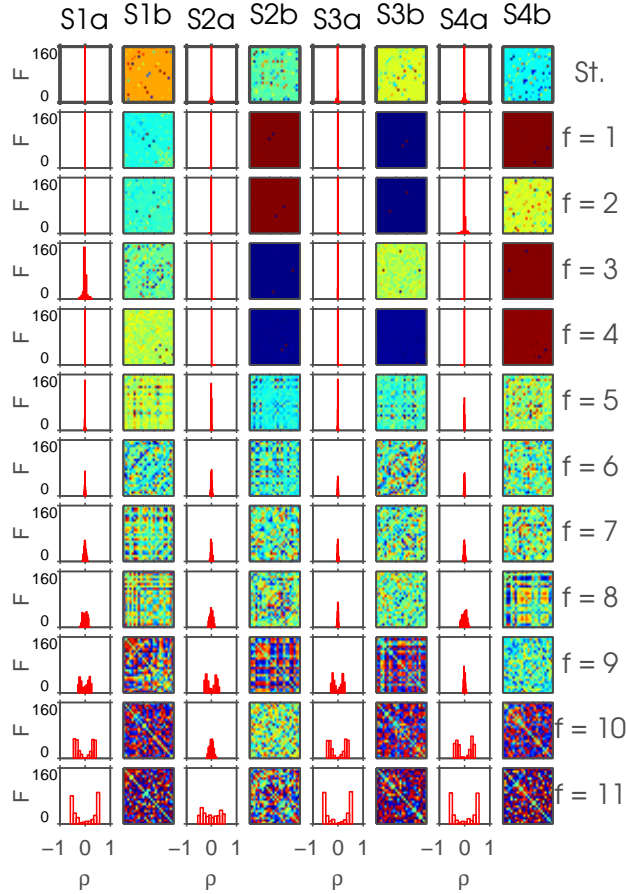 S1a S1b S2a S2b S3a S3b S4a S4b
F 160 0 St.
F 160 0 f = 1
F 160 0 f = 2
F 160 0 f = 3
F 160 0 f = 4
F 160 0 f = 5
F 160 0 f = 6
F 160 0 f = 7
F 160 0 f = 8
F 160 0 f = 9
F 160 0 f = 10
F 160 0 f = 11
−1 0 1 −1 0 1 −1 0 1 −1 0 1
ρ ρ ρ ρ